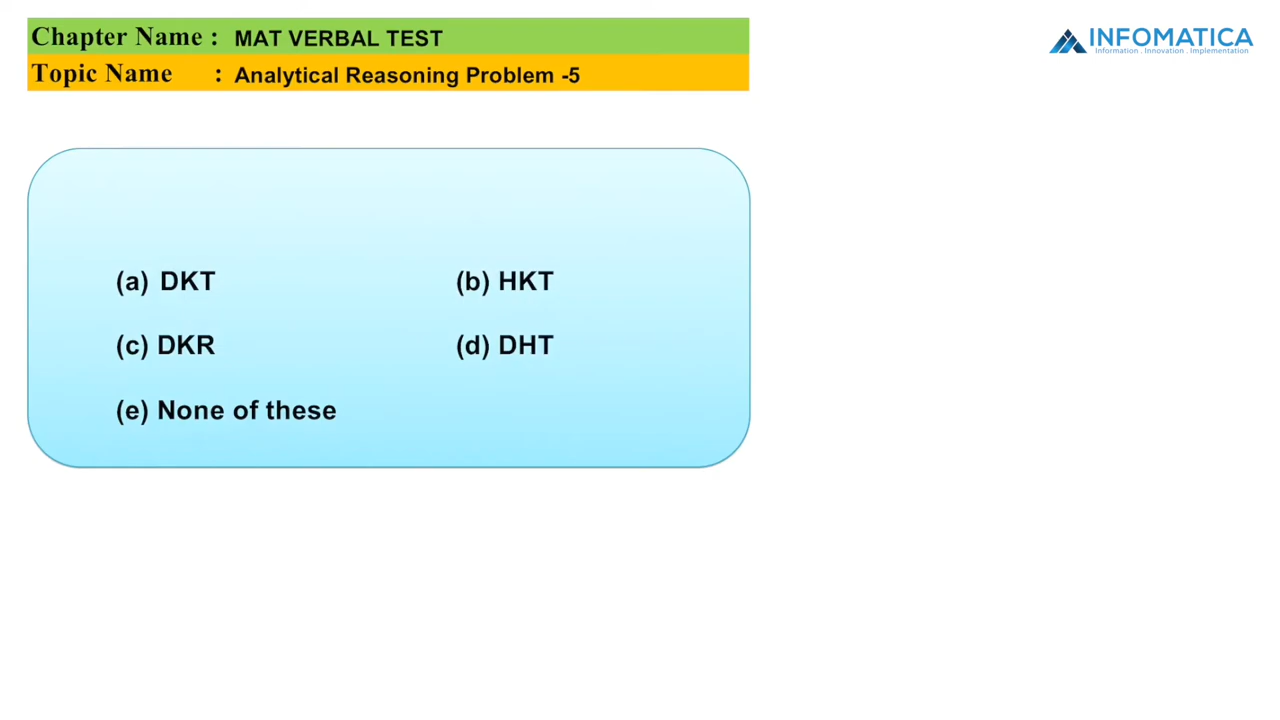 Chapter Name : MAT VERBAL TEST
INFOMATICA
Information . Innovation . Implementation
Topic Name : Analytical Reasoning Problem -5
(a) DKT (b) HKT
(c) DKR (d) DHT
(e) None of these